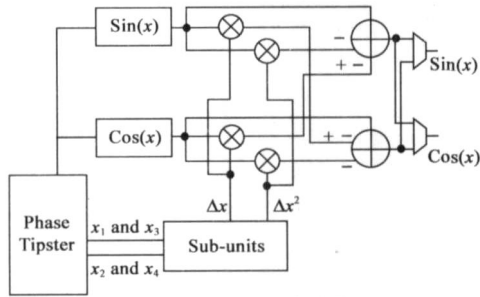 Sin(x)
−
+ −
Sin(x)
Cos(x)
+ −
−
Cos(x)
Δx
Δx²
Phase
Tipster
x₁ and x₃
x₂ and x₄
Sub-units